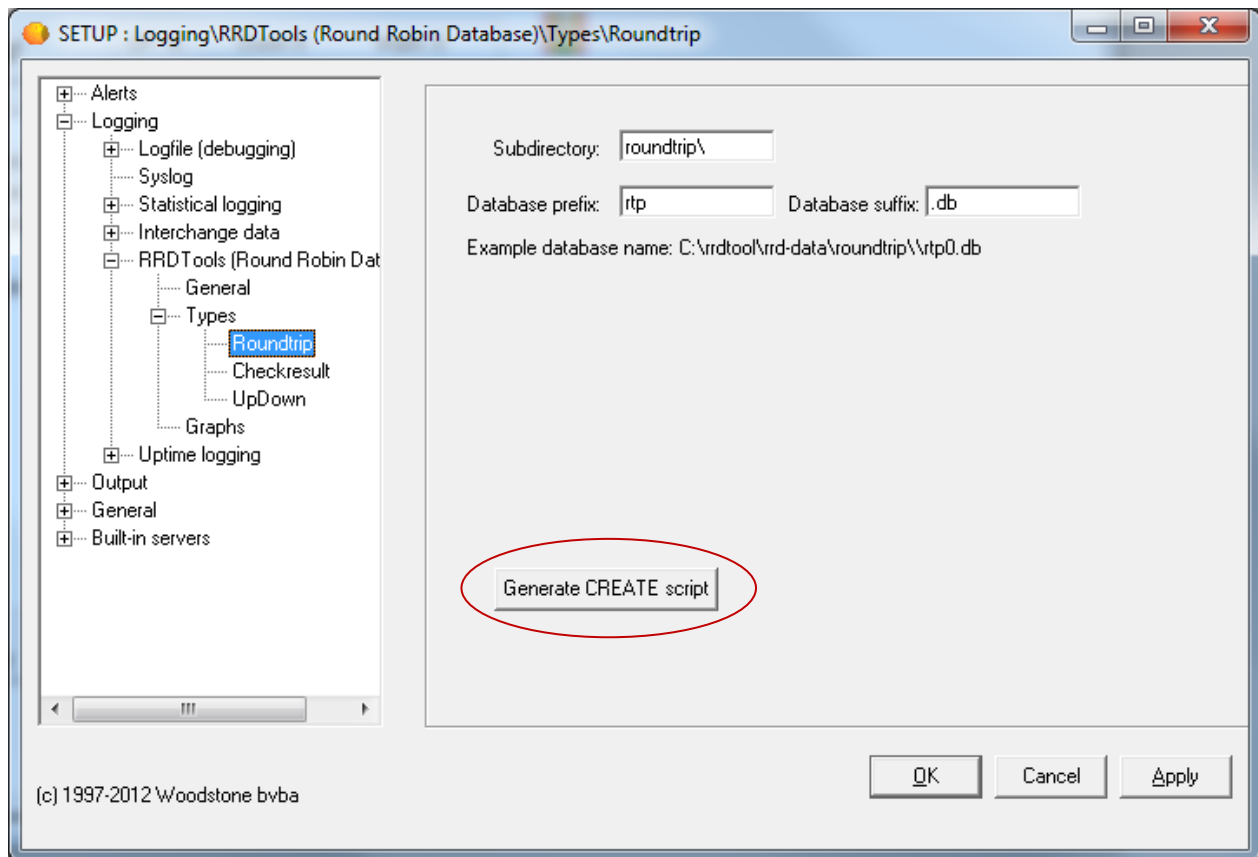 SETUP : Logging\RRDTools (Round Robin Database)\Types\Roundtrip
Alerts
Logging
Logfile (debugging)
Syslog
Statistical logging
Interchange data
RRDTools (Round Robin Dat
General
Types
Roundtrip
Checkresult
UpDown
Graphs
Uptime logging
Output
General
Built-in servers
Subdirectory: roundtrip\
Database prefix: rtp Database suffix: .db
Example database name: C:\rrdtool\rrd-data\roundtrip\\rtp0.db
Generate CREATE script
OK Cancel Apply
(c) 1997-2012 Woodstone bvba